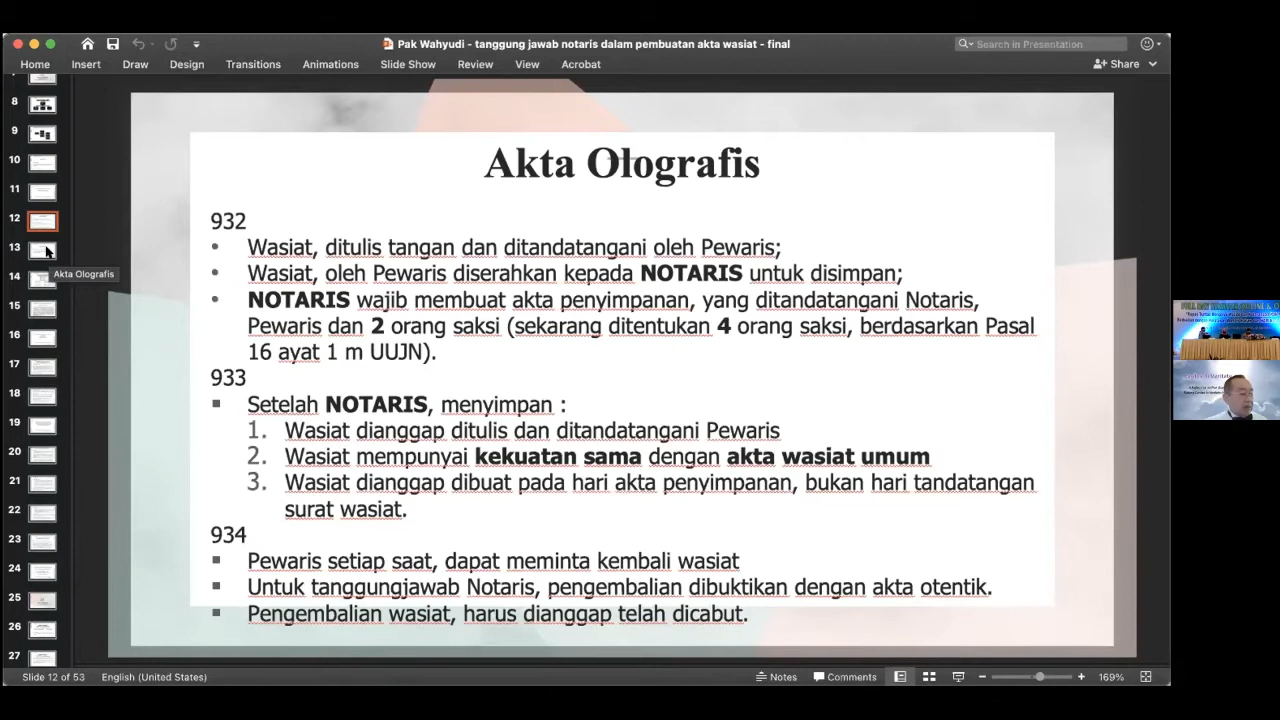 Pak Wahyudi - tanggung jawab notaris dalam pembuatan akta wasiat - final
Search in Presentation
Home Insert Draw Design Transitions Animations Slide Show Review View Acrobat
Share
8
9
10
11
12
13
Akta Olografis
14
15
16
17
18
19
20
21
22
23
24
25
26
27
Akta Olografis
932
• Wasiat, ditulis tangan dan ditandatangani oleh Pewaris;
• Wasiat, oleh Pewaris diserahkan kepada NOTARIS untuk disimpan;
• NOTARIS wajib membuat akta penyimpanan, yang ditandatangani Notaris,
Pewaris dan 2 orang saksi (sekarang ditentukan 4 orang saksi, berdasarkan Pasal
16 ayat 1 m UUJN).
933
▪ Setelah NOTARIS, menyimpan :
1. Wasiat dianggap ditulis dan ditandatangani Pewaris
2. Wasiat mempunyai kekuatan sama dengan akta wasiat umum
3. Wasiat dianggap dibuat pada hari akta penyimpanan, bukan hari tandatangan
surat wasiat.
934
▪ Pewaris setiap saat, dapat meminta kembali wasiat
▪ Untuk tanggungjawab Notaris, pengembalian dibuktikan dengan akta otentik.
▪ Pengembalian wasiat, harus dianggap telah dicabut.
Slide 12 of 53 English (United States)
Notes Comments 169%